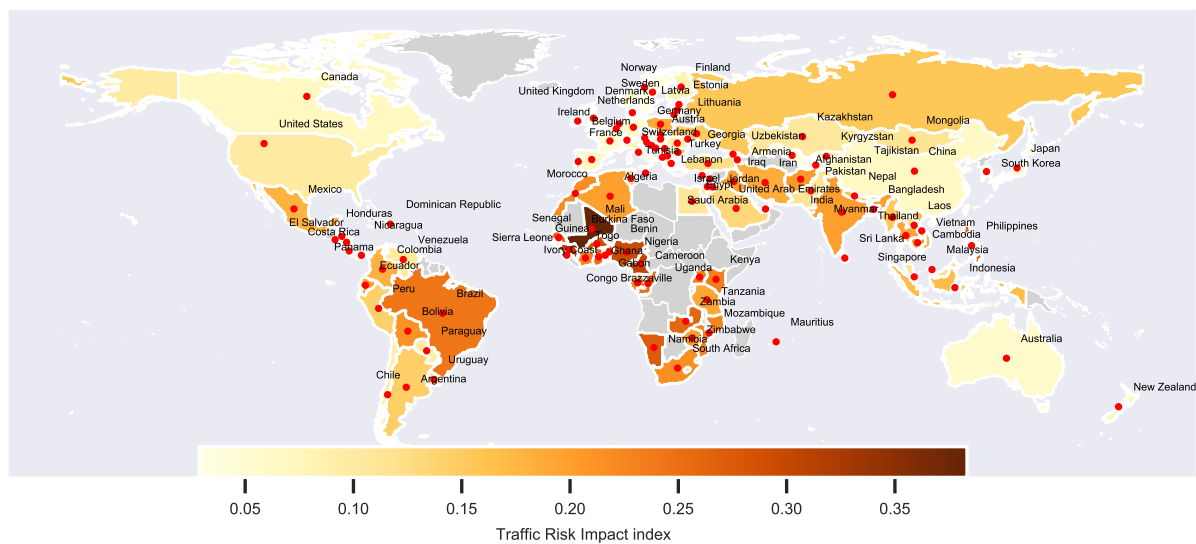 Norway
Finland
Canada
Sweden
Estonia
United Kingdom
Denmark
Latvia
Netherlands
Lithuania
Ireland
Germany
Kazakhstan
United States
Belgium
Austria
Mongolia
France
Switzerland
Georgia
Uzbekistan
Kyrgyzstan
Turkey
Japan
Tunisia
Armenia
Tajikistan
China
Lebanon
Iraq
Iran
Afghanistan
South Korea
Morocco
Algeria
Israel
Jordan
Pakistan
Nepal
Mexico
Egypt
United Arab Emirates
Bangladesh
Dominican Republic
Saudi Arabia
India
Laos
Honduras
Mali
Myanmar
El Salvador
Senegal
Burkina Faso
Thailand
Nicaragua
Guinea
Benin
Vietnam
Philippines
Costa Rica
Togo
Cambodia
Sierra Leone
Sri Lanka
Panama
Venezuela
Nigeria
Colombia
Ivory Coast
Ghana
Cameroon
Kenya
Malaysia
Ecuador
Gabon
Uganda
Singapore
Indonesia
Congo Brazzaville
Peru
Brazil
Tanzania
Zambia
Bolivia
Mozambique
Mauritius
Paraguay
Zimbabwe
Namibia
Australia
South Africa
Uruguay
Chile
Argentina
New Zealand
0.05 0.10 0.15 0.20 0.25 0.30 0.35
Traffic Risk Impact index